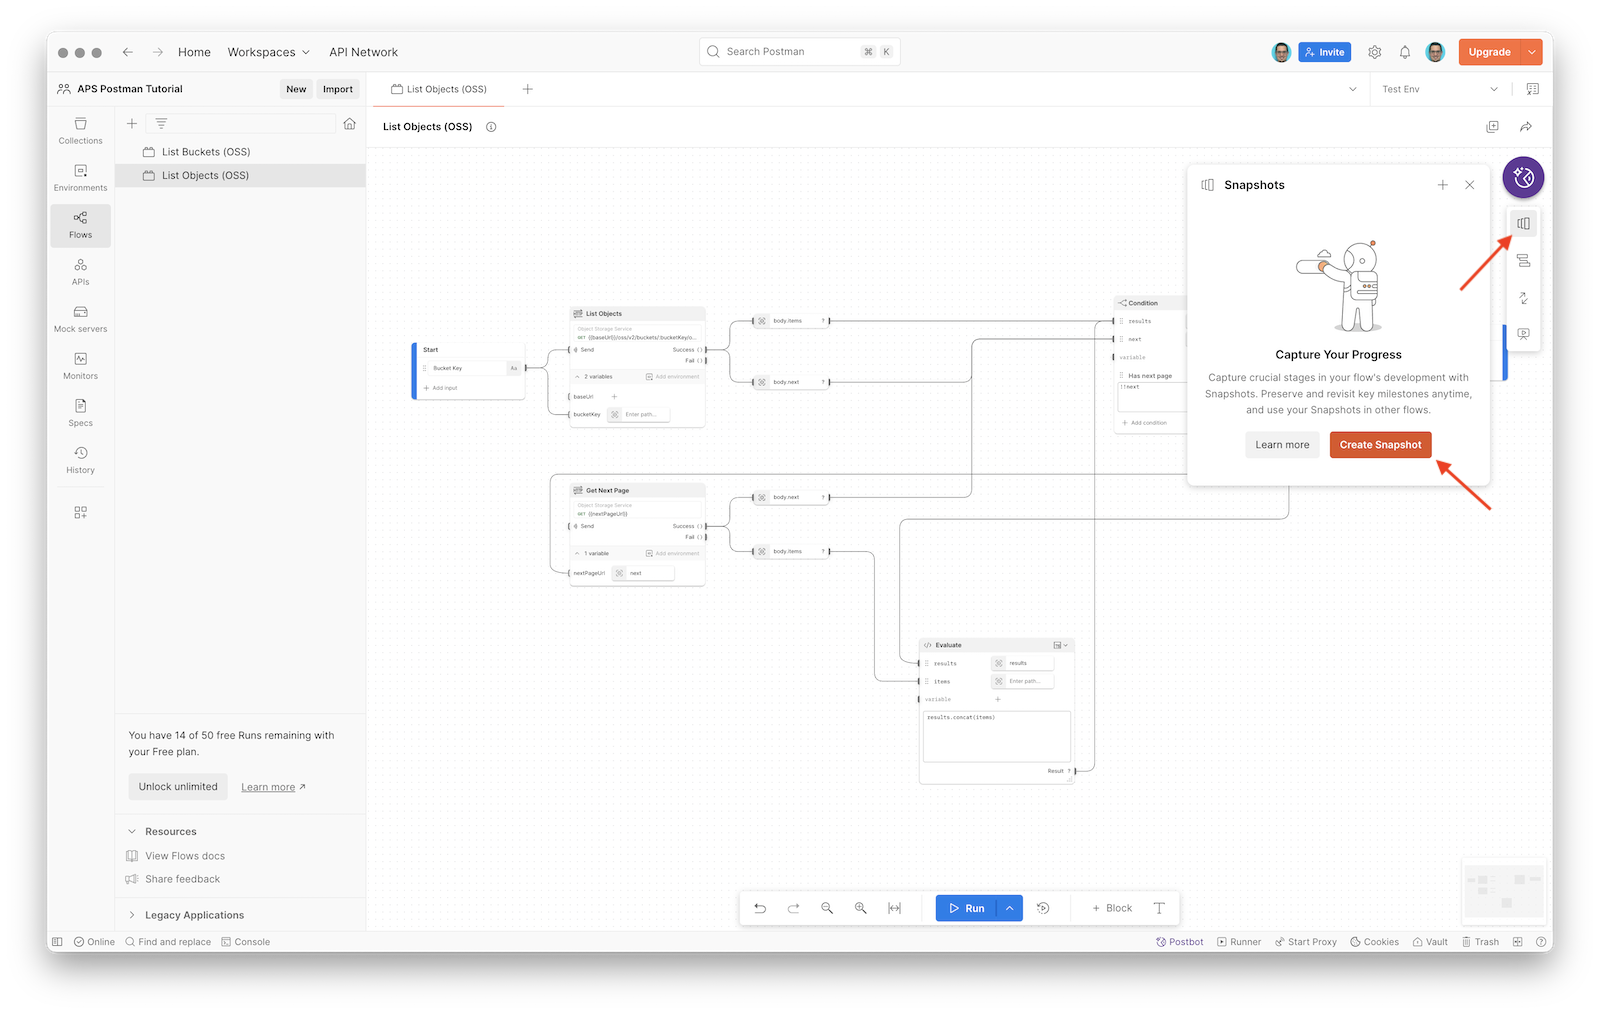 Home
Workspaces
API Network
Search Postman
⌘
K
Invite
Upgrade
APS Postman Tutorial
New
Import
List Objects (OSS)
Test Env
Collections
Environments
Flows
APIs
Mock servers
Monitors
Specs
History
List Buckets (OSS)
List Objects (OSS)
List Objects (OSS)
Start
Bucket Key
Aa
Add input
List Objects
Object Storage Service
GET {{baseUrl}}/oss/v2/buckets/:bucketKey/o...
Send
Success {}
Fail {}
2 variables
Add environment
baseUrl
bucketKey
Enter path...
body.items
?
body.next
?
Get Next Page
Object Storage Service
GET {{nextPageUrl}}
Send
Success {}
Fail {}
1 variable
Add environment
nextPageUrl
next
body.next
?
body.items
?
Condition
results
next
variable
Has next page
!!next
Add condition
Evaluate
results
results
items
Enter path...
variable
results.concat(items)
Result ?
Snapshots
Capture Your Progress
Capture crucial stages in your flow's development with
Snapshots. Preserve and revisit key milestones anytime,
and use your Snapshots in other flows.
Learn more
Create Snapshot
You have 14 of 50 free Runs remaining with
your Free plan.
Unlock unlimited
Learn more
Resources
View Flows docs
Share feedback
Legacy Applications
Run
Block
Online
Find and replace
Console
Postbot
Runner
Start Proxy
Cookies
Vault
Trash